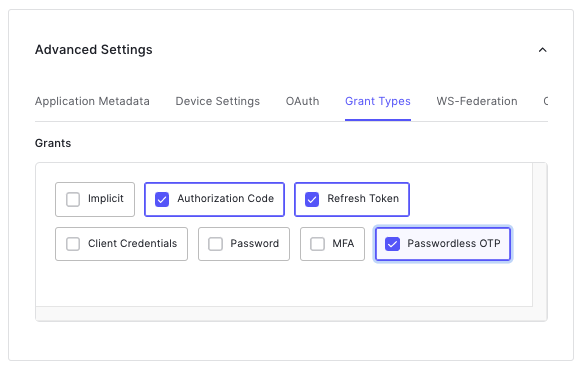 Advanced Settings
Application Metadata Device Settings OAuth Grant Types WS-Federation
Grants
Implicit Authorization Code Refresh Token
Client Credentials Password MFA Passwordless OTP